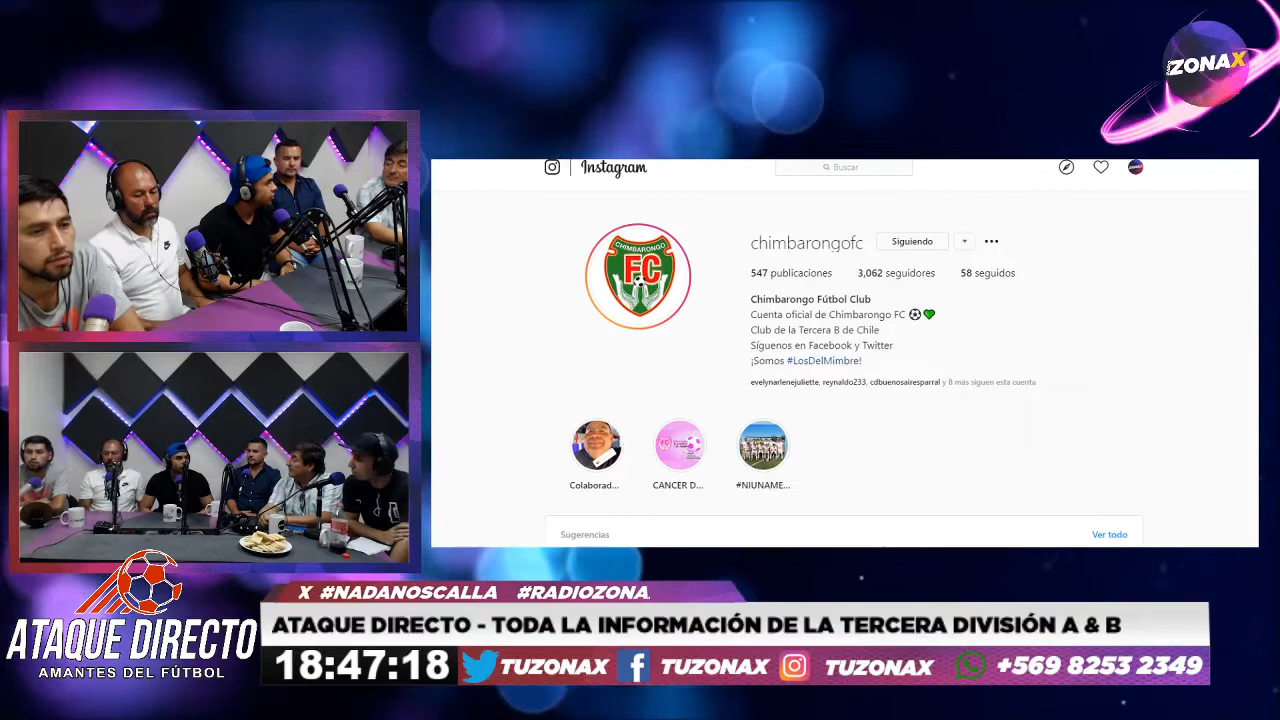 ZONAX
Instagram
Buscar
CHIMBARONGO
FC
chimbarongofc
Siguiendo
547 publicaciones
3,062 seguidores
58 seguidos
Chimbarongo Fútbol Club
Cuenta oficial de Chimbarongo FC ⚽💚
Club de la Tercera B de Chile
Síguenos en Facebook y Twitter
¡Somos #LosDelMimbre!
evelynarlenejuliette, reynaldo233, cdbuenosairesparral y 8 más siguen esta cuenta
Colaborad...
CANCER D...
#NIUNAME...
Sugerencias
Ver todo
X #NADANOSCALLA #RADIOZONA
ATAQUE DIRECTO
AMANTES DEL FÚTBOL
ATAQUE DIRECTO - TODA LA INFORMACIÓN DE LA TERCERA DIVISIÓN A & B
18:47:18
TUZONAX
TUZONAX
TUZONAX
+569 8253 2349